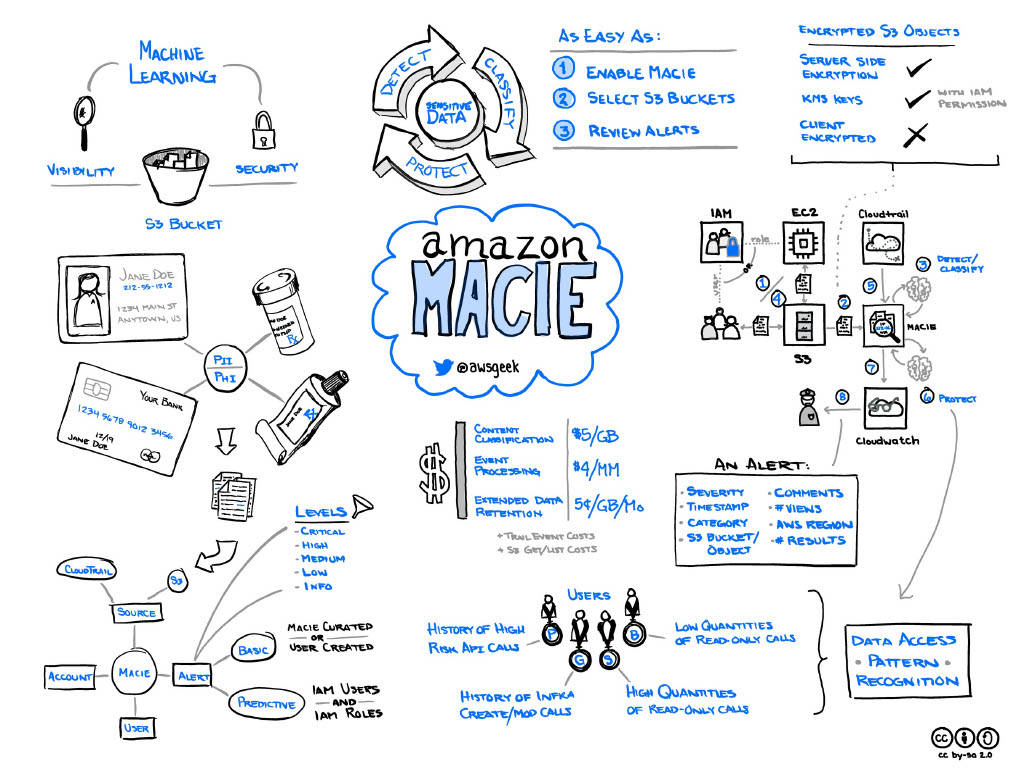 MACHINE
LEARNING
VISIBILITY
SECURITY
S3 BUCKET
DETECT
CLASSIFY
PROTECT
SENSITIVE
DATA
AS EASY AS:
1 ENABLE MACIE
2 SELECT S3 BUCKETS
3 REVIEW ALERTS
ENCRYPTED S3 OBJECTS
SERVER SIDE
ENCRYPTION
KMS KEYS
WITH IAM
PERMISSION
CLIENT
ENCRYPTED
amazon
MACIE
@awsgeek
JANE DOE
212-55-1212
1234 MAIN ST
ANYTOWN, US
PII
PHI
Rx
YOUR BANK
1234 5678 9012 3456
12/19
JANE DOE
JANE DOE
Rx
IAM
EC2
Cloudtrail
role
OR
user
1
4
2
5
3 DETECT/
CLASSIFY
MACIE
S3
7
8
6 PROTECT
Cloudwatch
$
CONTENT
CLASSIFICATION
$5/GB
EVENT
PROCESSING
$4/MM
EXTENDED DATA
RETENTION
5¢/GB/Mo
+ TRAIL EVENT COSTS
+ S3 GET/LIST COSTS
AN ALERT:
• SEVERITY
• TIMESTAMP
• CATEGORY
• S3 BUCKET/
OBJECT
• COMMENTS
• # VIEWS
• AWS REGION
• # RESULTS
LEVELS
- CRITICAL
- HIGH
- MEDIUM
- LOW
- INFO
CLOUDTRAIL
S3
SOURCE
ACCOUNT
MACIE
ALERT
USER
BASIC
MACIE CURATED
OR
USER CREATED
PREDICTIVE
IAM USERS
AND
IAM ROLES
USERS
HISTORY OF HIGH
RISK API CALLS
P
G
S
B
LOW QUANTITIES
OF READ-ONLY CALLS
HISTORY OF INFRA
CREATE/MOD CALLS
HIGH QUANTITIES
OF READ-ONLY CALLS
DATA ACCESS
• PATTERN •
RECOGNITION
cc
cc by-sa 2.0